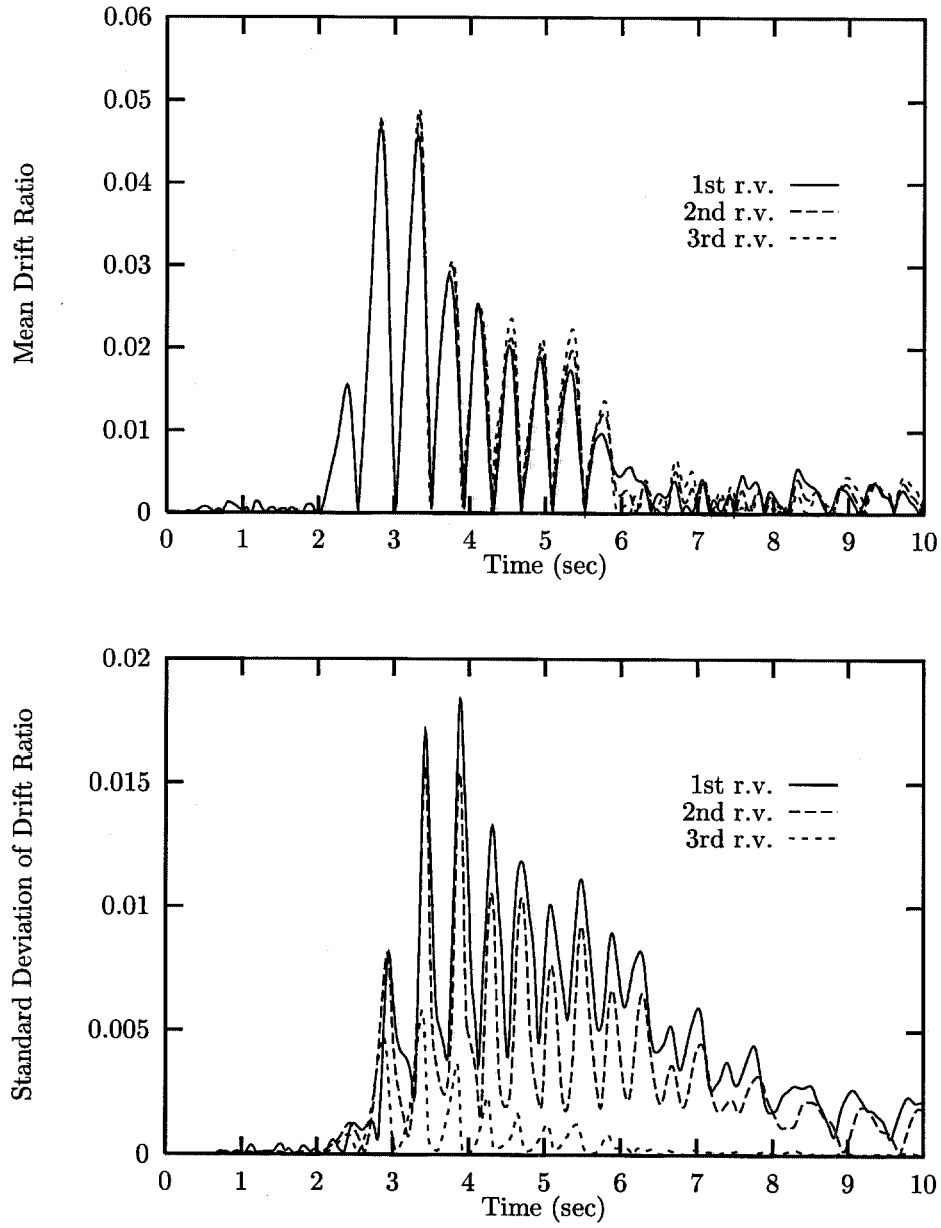 0.06
0.05
0.04
0.03
0.02
0.01
0
Mean Drift Ratio
1st r.v.
2nd r.v.
3rd r.v.
0 1 2 3 4 5 6 7 8 9 10
Time (sec)
0.02
0.015
0.01
0.005
0
Standard Deviation of Drift Ratio
1st r.v.
2nd r.v.
3rd r.v.
0 1 2 3 4 5 6 7 8 9 10
Time (sec)